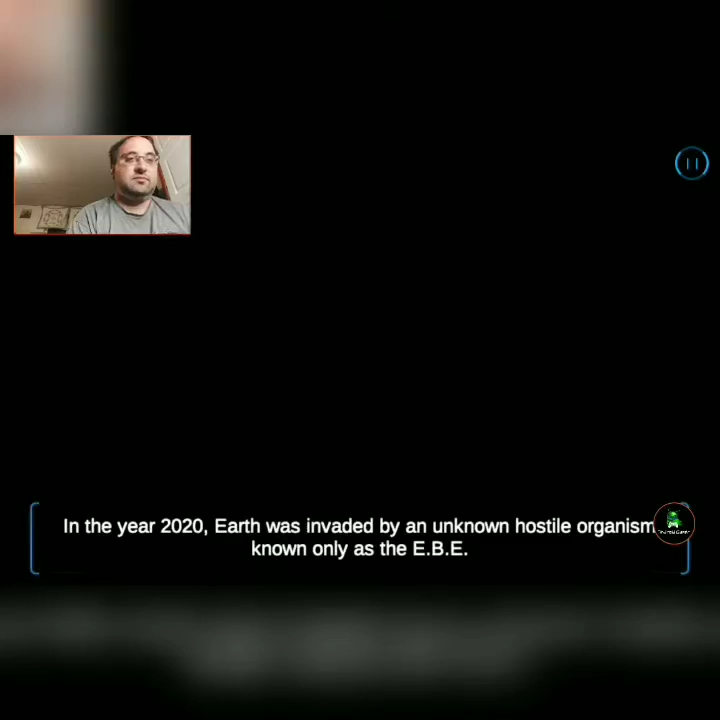 In the year 2020, Earth was invaded by an unknown hostile organism
known only as the E.B.E.